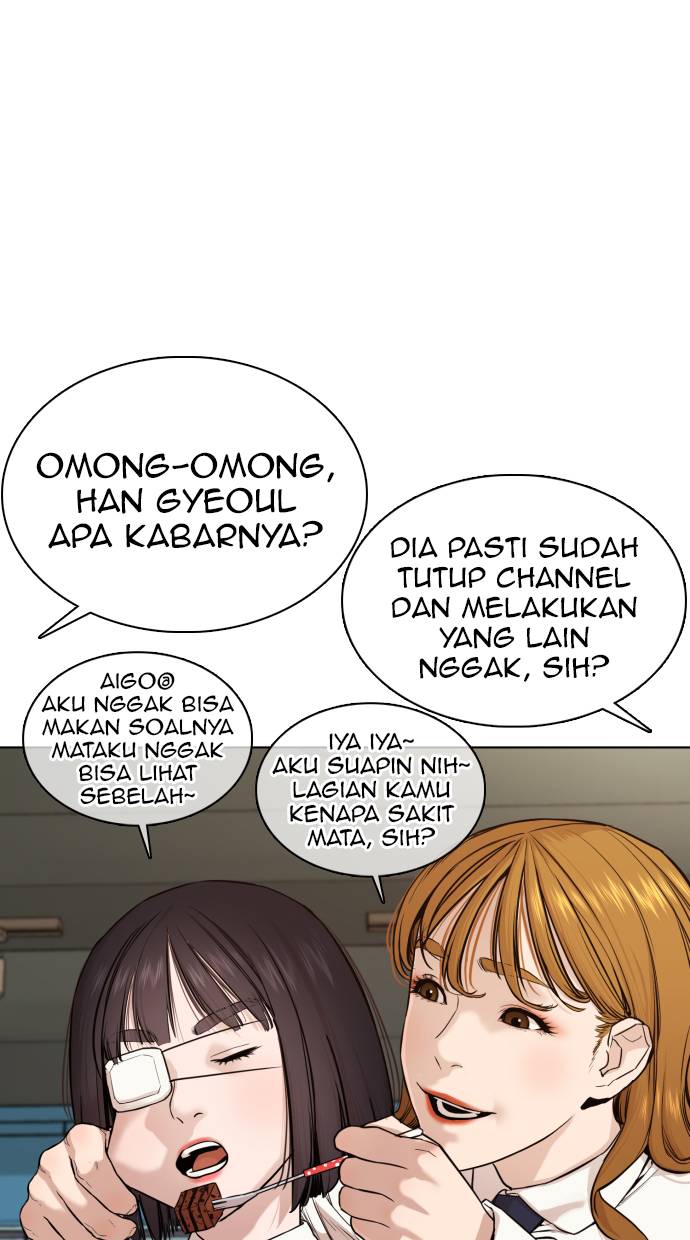 OMONG-OMONG,
HAN GYEOUL
APA KABARNYA?
DIA PASTI SUDAH
TUTUP CHANNEL
DAN MELAKUKAN
YANG LAIN
NGGAK, SIH?
AIGO@
AKU NGGAK BISA
MAKAN SOALNYA
MATAKU NGGAK
BISA LIHAT
SEBELAH~
IYA IYA~
AKU SUAPIN NIH~
LAGIAN KAMU
KENAPA SAKIT
MATA, SIH?